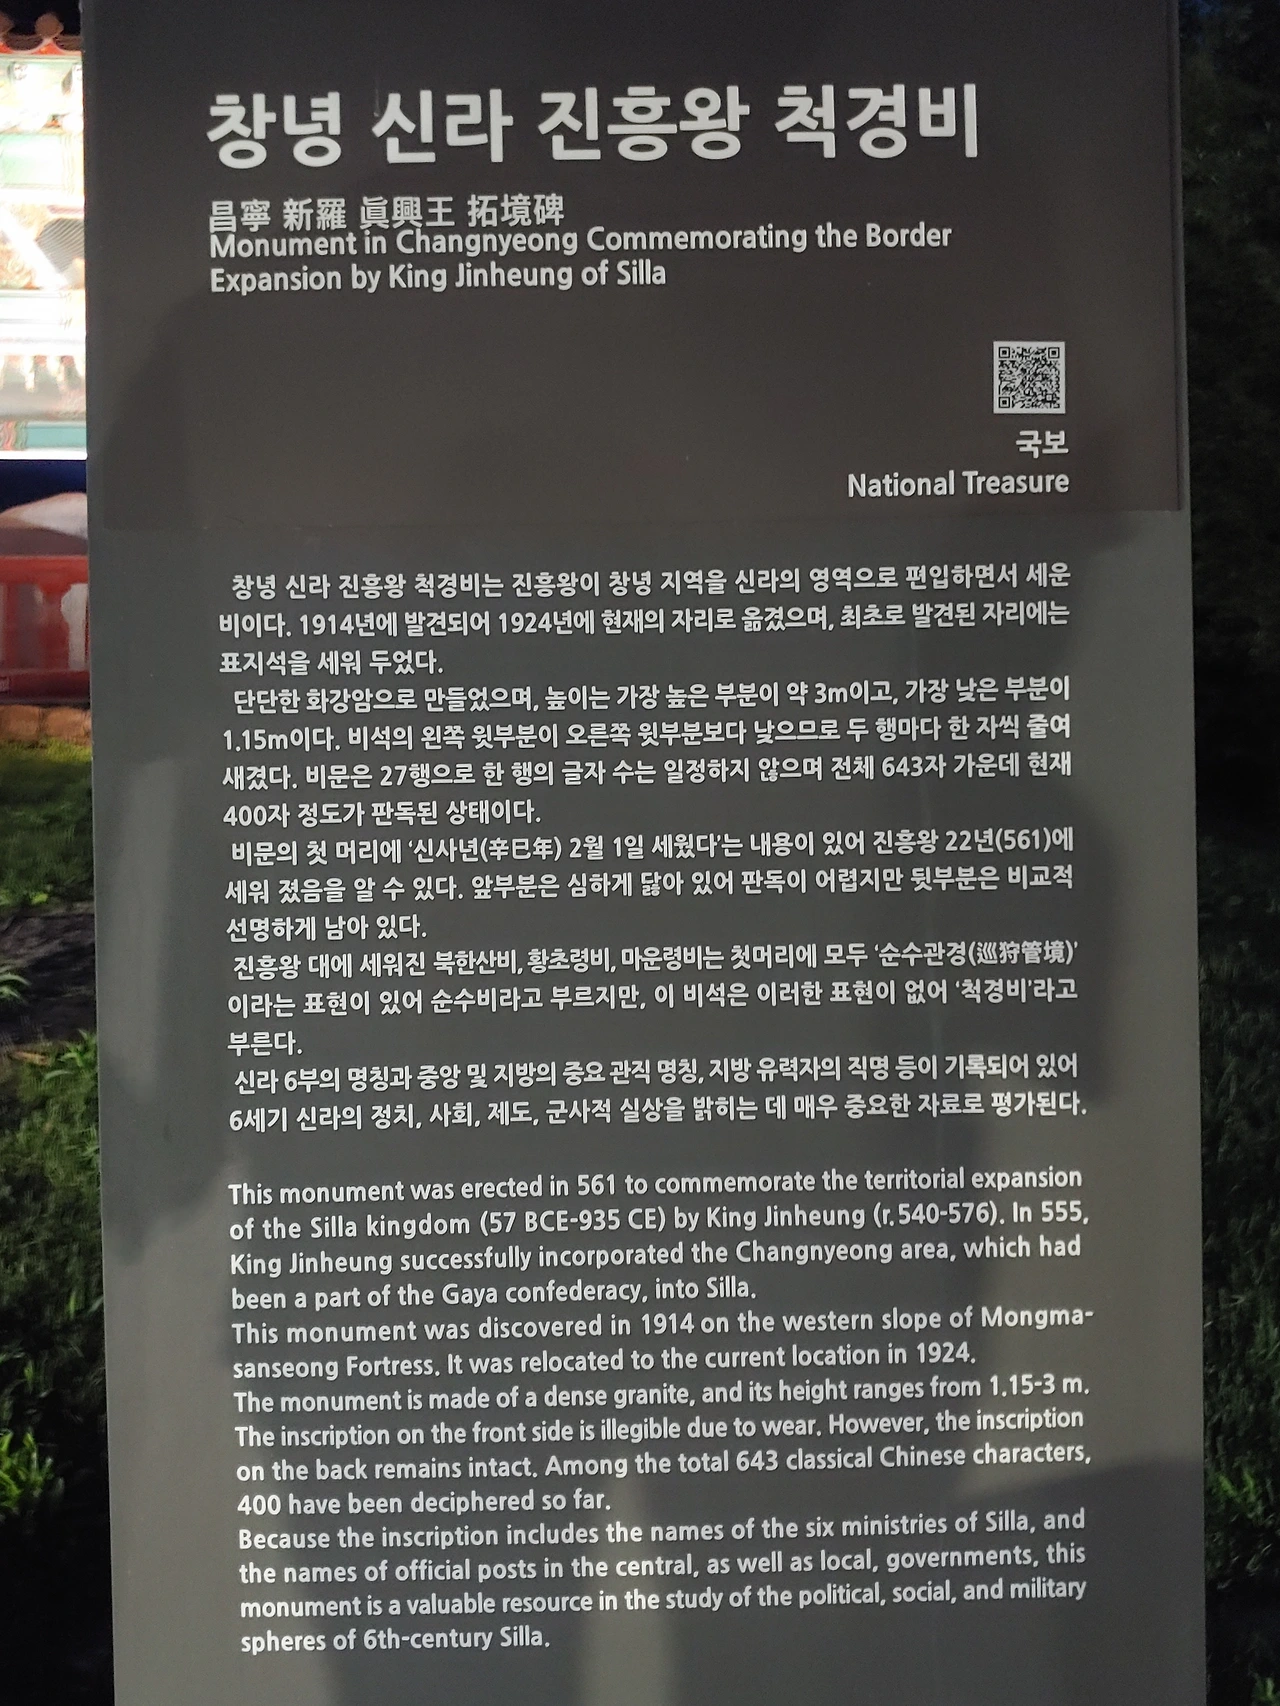 창녕 신라 진흥왕 척경비
昌寧 新羅 眞興王 拓境碑
Monument in Changnyeong Commemorating the Border
Expansion by King Jinheung of Silla
국보
National Treasure
창녕 신라 진흥왕 척경비는 진흥왕이 창녕 지역을 신라의 영역으로 편입하면서 세운
비이다. 1914년에 발견되어 1924년에 현재의 자리로 옮겼으며, 최초로 발견된 자리에는
표지석을 세워 두었다.
단단한 화강암으로 만들었으며, 높이는 가장 높은 부분이 약 3m이고, 가장 낮은 부분이
1.15m이다. 비석의 왼쪽 윗부분이 오른쪽 윗부분보다 낮으므로 두 행마다 한 자씩 줄여
새겼다. 비문은 27행으로 한 행의 글자 수는 일정하지 않으며 전체 643자 가운데 현재
400자 정도가 판독된 상태이다.
비문의 첫 머리에 ‘신사년(辛巳年) 2월 1일 세웠다’는 내용이 있어 진흥왕 22년(561)에
세워 졌음을 알 수 있다. 앞부분은 심하게 닳아 있어 판독이 어렵지만 뒷부분은 비교적
선명하게 남아 있다.
진흥왕 대에 세워진 북한산비, 황초령비, 마운령비는 첫머리에 모두 ‘순수관경(巡狩管境)’
이라는 표현이 있어 순수비라고 부르지만, 이 비석은 이러한 표현이 없어 ‘척경비’라고
부른다.
신라 6부의 명칭과 중앙 및 지방의 중요 관직 명칭, 지방 유력자의 직명 등이 기록되어 있어
6세기 신라의 정치, 사회, 제도, 군사적 실상을 밝히는 데 매우 중요한 자료로 평가된다.
This monument was erected in 561 to commemorate the territorial expansion
of the Silla kingdom (57 BCE-935 CE) by King Jinheung (r. 540-576). In 555,
King Jinheung successfully incorporated the Changnyeong area, which had
been a part of the Gaya confederacy, into Silla.
This monument was discovered in 1914 on the western slope of Mongma-
sanseong Fortress. It was relocated to the current location in 1924.
The monument is made of a dense granite, and its height ranges from 1.15-3 m.
The inscription on the front side is illegible due to wear. However, the inscription
on the back remains intact. Among the total 643 classical Chinese characters,
400 have been deciphered so far.
Because the inscription includes the names of the six ministries of Silla, and
the names of official posts in the central, as well as local, governments, this
monument is a valuable resource in the study of the political, social, and military
spheres of 6th-century Silla.